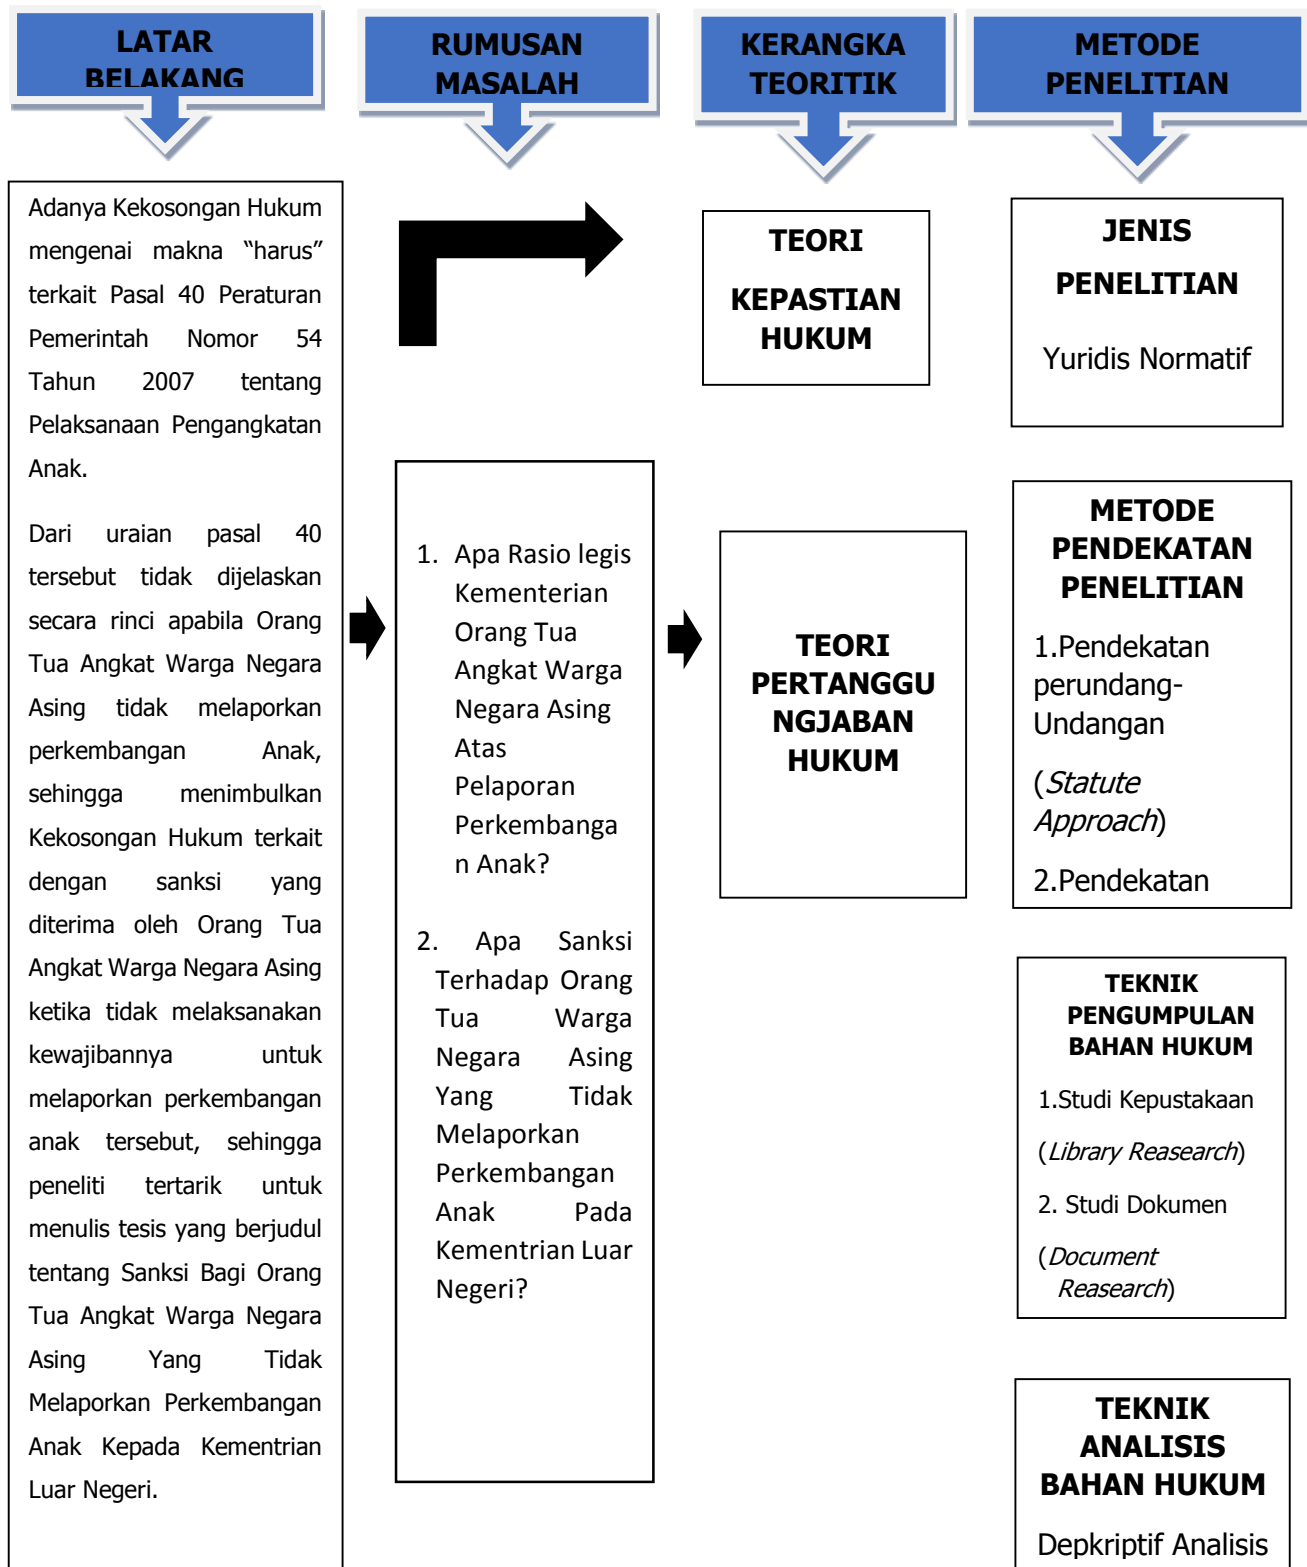 LATAR
BELAKANG
RUMUSAN
MASALAH
KERANGKA
TEORITIK
METODE
PENELITIAN
Adanya Kekosongan Hukum
mengenai makna “harus”
terkait Pasal 40 Peraturan
Pemerintah Nomor 54
Tahun 2007 tentang
Pelaksanaan Pengangkatan
Anak.
Dari uraian pasal 40
tersebut tidak dijelaskan
secara rinci apabila Orang
Tua Angkat Warga Negara
Asing tidak melaporkan
perkembangan Anak,
sehingga menimbulkan
Kekosongan Hukum terkait
dengan sanksi yang
diterima oleh Orang Tua
Angkat Warga Negara Asing
ketika tidak melaksanakan
kewajibannya untuk
melaporkan perkembangan
anak tersebut, sehingga
peneliti tertarik untuk
menulis tesis yang berjudul
tentang Sanksi Bagi Orang
Tua Angkat Warga Negara
Asing Yang Tidak
Melaporkan Perkembangan
Anak Kepada Kementrian
Luar Negeri.
1. Apa Rasio legis
Kementerian
Orang Tua
Angkat Warga
Negara Asing
Atas
Pelaporan
Perkembanga
n Anak?
2. Apa Sanksi
Terhadap Orang
Tua Warga
Negara Asing
Yang Tidak
Melaporkan
Perkembangan
Anak Pada
Kementrian Luar
Negeri?
TEORI
KEPASTIAN
HUKUM
TEORI
PERTANGGU
NGJABAN
HUKUM
JENIS
PENELITIAN
Yuridis Normatif
METODE
PENDEKATAN
PENELITIAN
1.Pendekatan
perundang-
Undangan
(Statute
Approach)
2.Pendekatan
TEKNIK
PENGUMPULAN
BAHAN HUKUM
1.Studi Kepustakaan
(Library Reasearch)
2. Studi Dokumen
(Document
Reasearch)
TEKNIK
ANALISIS
BAHAN HUKUM
Depkriptif Analisis